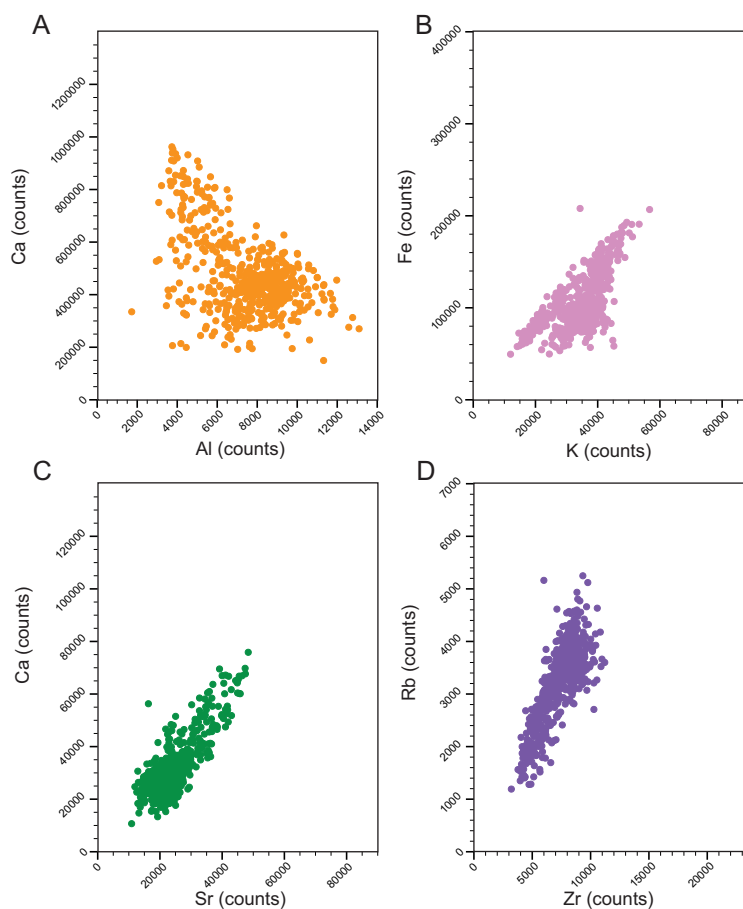 A
Ca (counts)
1200000
1000000
800000
600000
400000
200000
0
0 2000 4000 6000 8000 10000 12000 14000
Al (counts)
B
Fe (counts)
400000
300000
200000
100000
0
0 20000 40000 60000 80000
K (counts)
C
Ca (counts)
120000
100000
80000
60000
40000
20000
0
0 20000 40000 60000 80000
Sr (counts)
D
Rb (counts)
7000
6000
5000
4000
3000
2000
1000
0
0 5000 10000 15000 20000
Zr (counts)